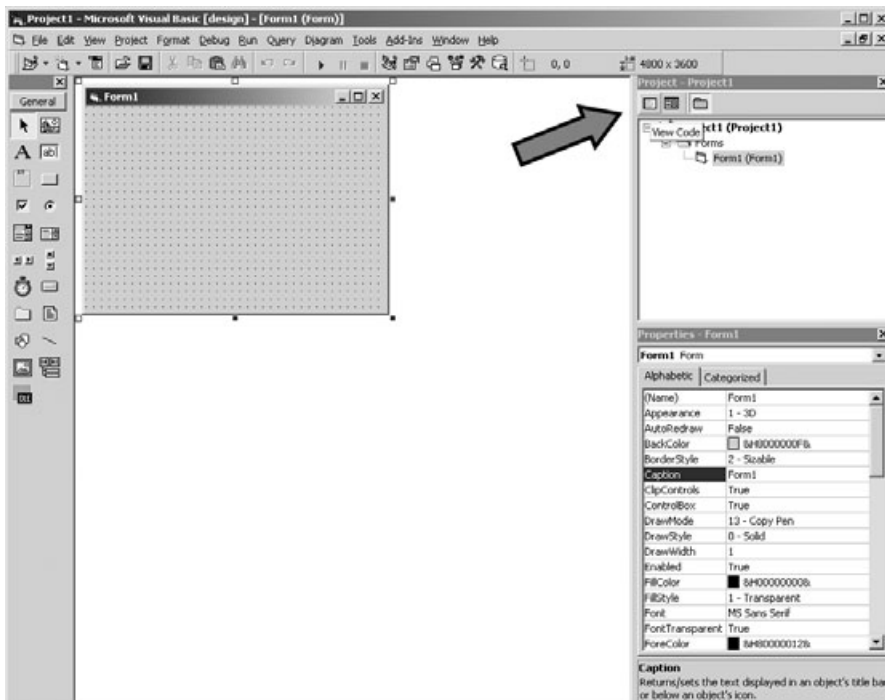 Project1 - Microsoft Visual Basic [design] - [Form1 (Form)]
File Edit View Project Format Debug Run Query Diagram Tools Add-Ins Window Help
0, 0
4800 x 3600
General
Form1
Project - Project1
View Code
ct1 (Project1)
Forms
Form1 (Form1)
Properties - Form1
Form1 Form
Alphabetic Categorized
(Name) Form1
Appearance 1 - 3D
AutoRedraw False
BackColor &H8000000F&
BorderStyle 2 - Sizable
Caption Form1
ClipControls True
ControlBox True
DrawMode 13 - Copy Pen
DrawStyle 0 - Solid
DrawWidth 1
Enabled True
FillColor &H00000000&
FillStyle 1 - Transparent
Font MS Sans Serif
FontTransparent True
ForeColor &H80000012&
Caption
Returns/sets the text displayed in an object's title ba
or below an object's icon.